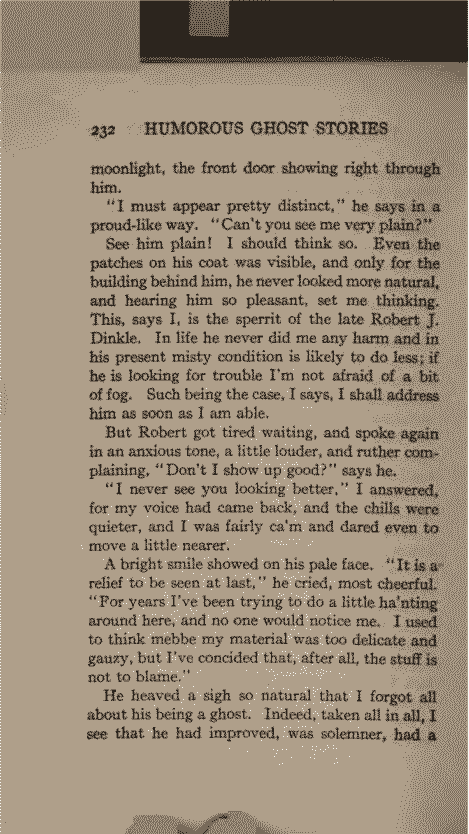 232 HUMOROUS GHOST STORIES
moonlight, the front door showing right through
him.
"I must appear pretty distinct," he says in a
proud-like way. "Can't you see me very plain?"
See him plain! I should think so. Even the
patches on his coat was visible, and only for the
building behind him, he never looked more natural,
and hearing him so pleasant, set me thinking.
This, says I, is the sperrit of the late Robert J.
Dinkle. In life he never did me any harm and in
his present misty condition is likely to do less; if
he is looking for trouble I'm not afraid of a bit
of fog. Such being the case, I says, I shall address
him as soon as I am able.
But Robert got tired waiting, and spoke again
in an anxious tone, a little louder, and ruther com-
plaining, "Don't I show up good?" says he.
"I never see you looking better," I answered,
for my voice had came back, and the chills were
quieter, and I was fairly ca'm and dared even to
move a little nearer.
A bright smile showed on his pale face. "It is a
relief to be seen at last," he cried, most cheerful.
"For years I've been trying to do a little ha'nting
around here, and no one would notice me. I used
to think mebbe my material was too delicate and
gauzy, but I've concided that, after all, the stuff is
not to blame."
He heaved a sigh so natural that I forgot all
about his being a ghost. Indeed, taken all in all, I
see that he had improved, was solemner, had a